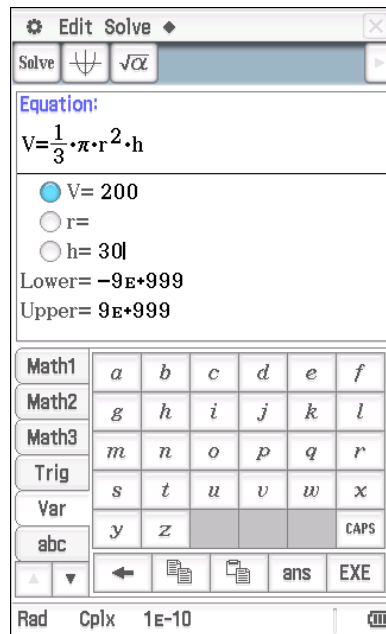 Edit Solve ◆
Solve √α
Equation:
V=1/3·π·r²·h
V= 200
r=
h= 30
Lower= -9E+999
Upper= 9E+999
Math1 a b c d e f
Math2 g h i j k l
Math3 m n o p q r
Trig s t u v w x
Var y z CAPS
abc ← ans EXE
▲ ▼
Rad Cplx 1E-10